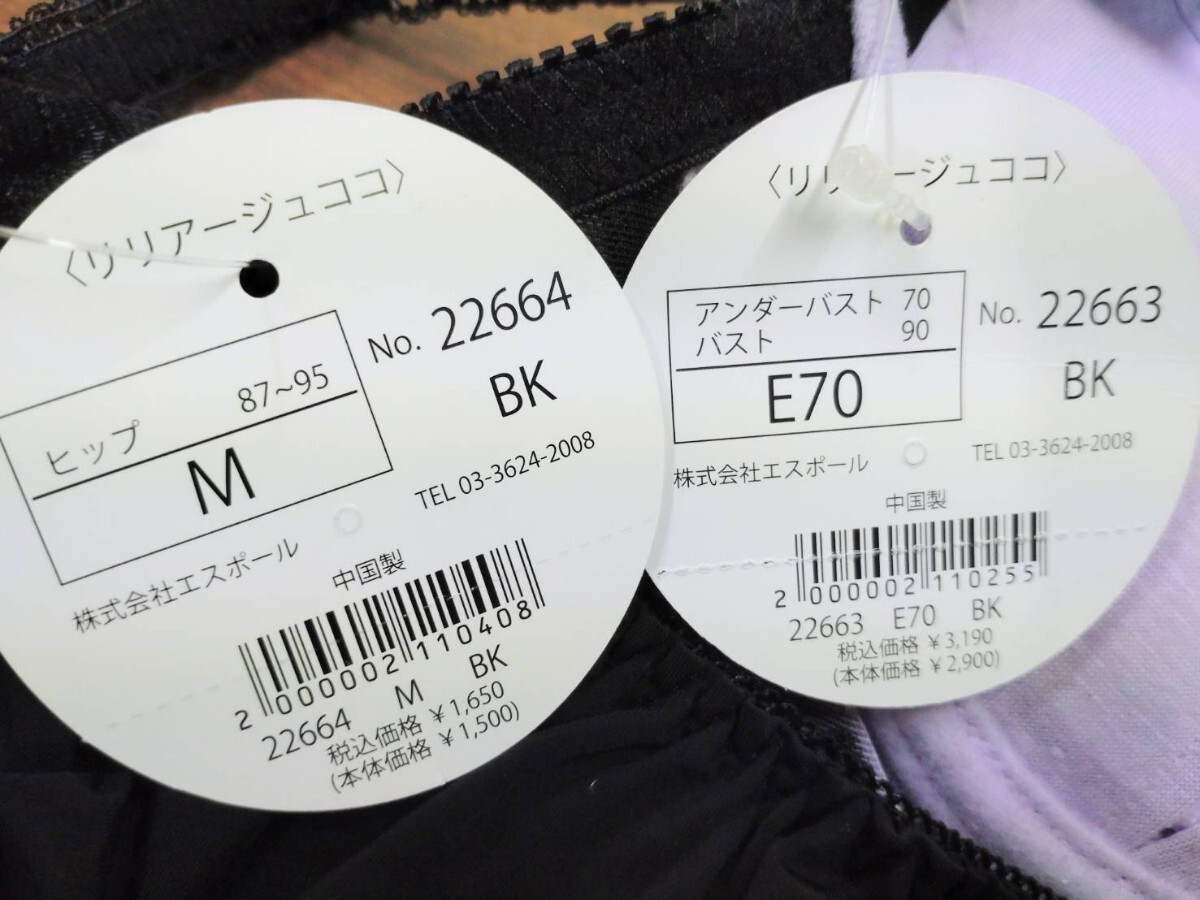 〈リリアージュココ〉
No. 22664
BK
ヒップ 87~95
M
TEL 03-3624-2008
株式会社エスポール
中国製
2 000002 110408
22664 M BK
税込価格 ¥1,650
(本体価格 ¥1,500)
〈リリアージュココ〉
アンダーバスト 70
バスト 90
E70
No. 22663
BK
TEL 03-3624-2008
株式会社エスポール
中国製
2 000002 110255
22663 E70 BK
税込価格 ¥3,190
(本体価格 ¥2,900)